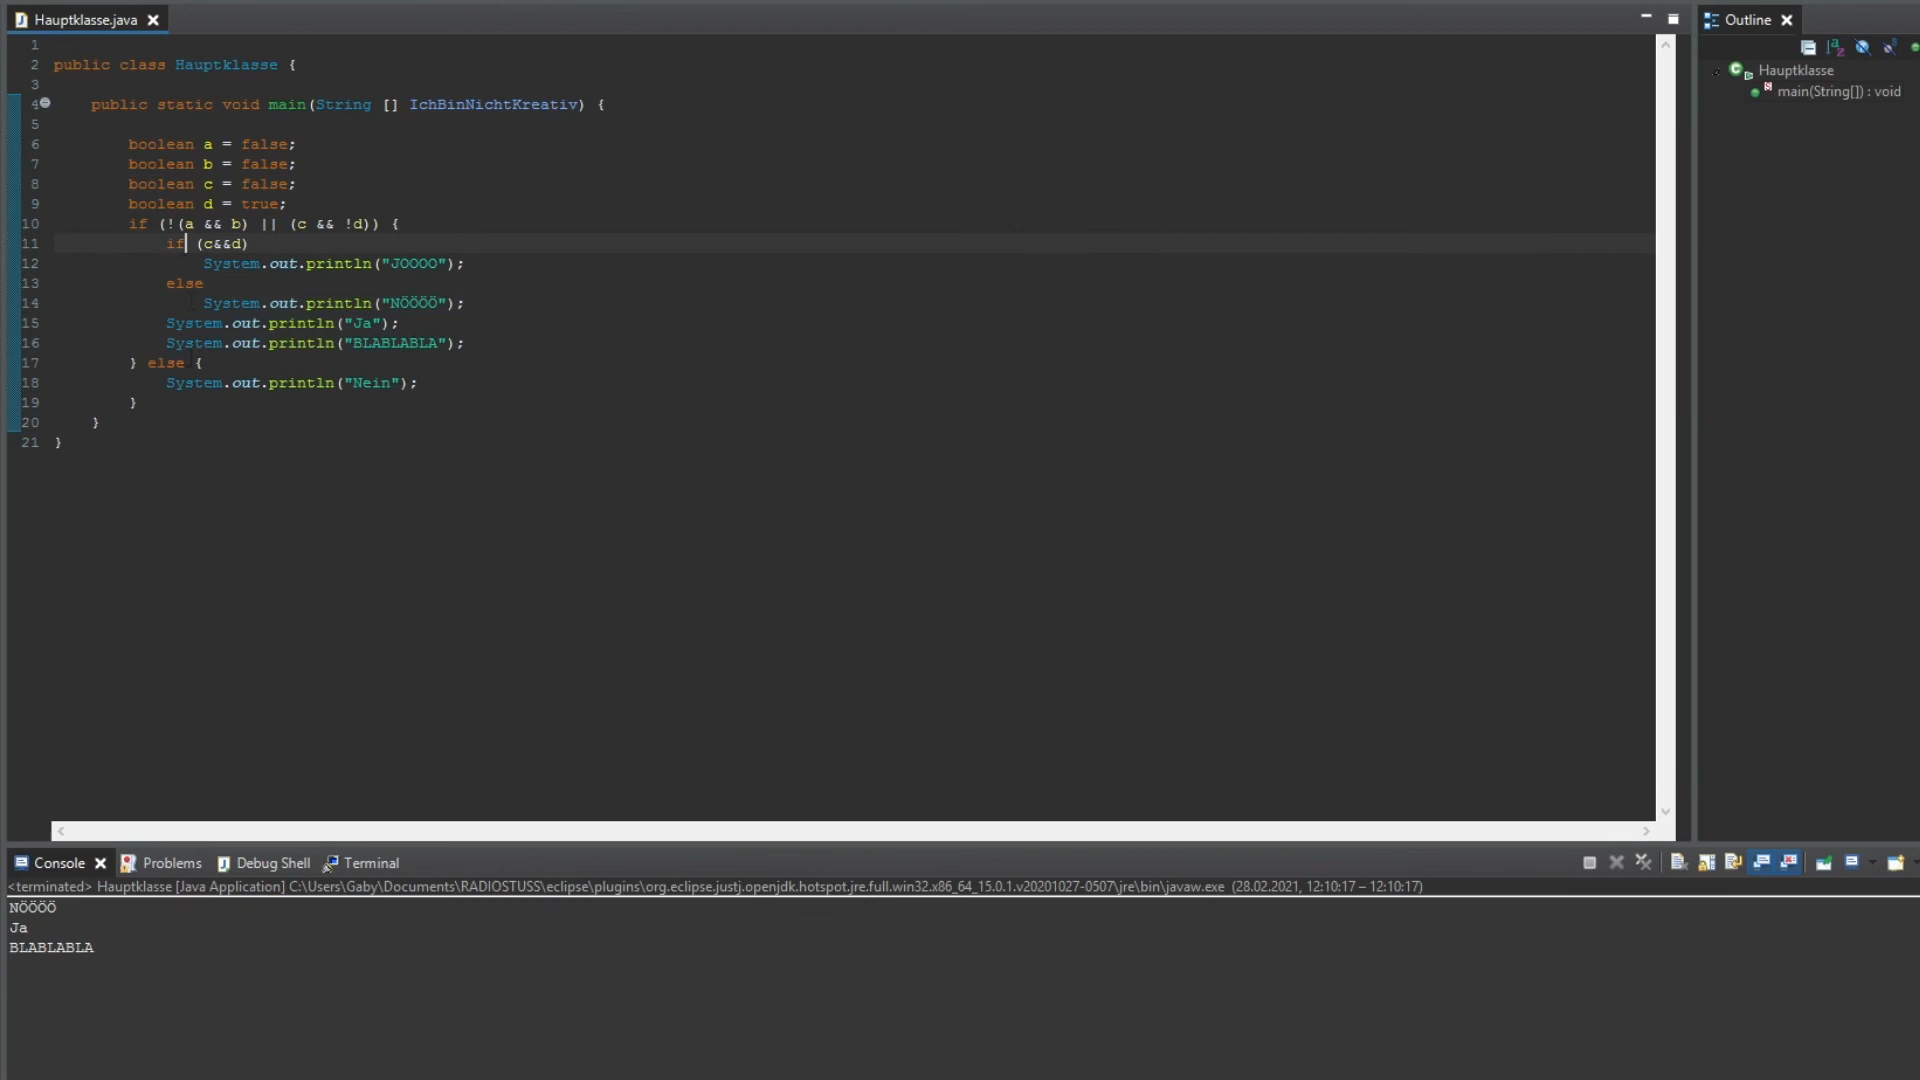 Hauptklasse.java
Outline
Hauptklasse
main(String[]) : void
1
2 public class Hauptklasse {
3
4 public static void main(String [] IchBinNichtKreativ) {
5
6 boolean a = false;
7 boolean b = false;
8 boolean c = false;
9 boolean d = true;
10 if (!(a && b) || (c && !d)) {
11 if (c&&d)
12 System.out.println("JOOOO");
13 else
14 System.out.println("NÖÖÖÖ");
15 System.out.println("Ja");
16 System.out.println("BLABLABLA");
17 } else {
18 System.out.println("Nein");
19 }
20 }
21 }
Console Problems Debug Shell Terminal
<terminated> Hauptklasse [Java Application] C:\Users\Gaby\Documents\RADIOSTUSS\eclipse\plugins\org.eclipse.justj.openjdk.hotspot.jre.full.win32.x86_64_15.0.1.v20201027-0507\jre\bin\javaw.exe (28.02.2021, 12:10:17 – 12:10:17)
NÖÖÖÖ
Ja
BLABLABLA